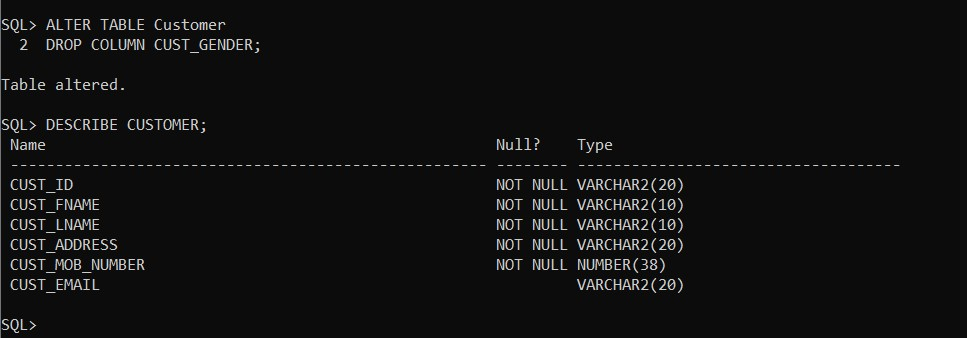 SQL> ALTER TABLE Customer
  2  DROP COLUMN CUST_GENDER;
Table altered.
SQL> DESCRIBE CUSTOMER;
 Name                                                  Null?    Type
 ----------------------------------------------------- -------- ------------------------------------
 CUST_ID                                               NOT NULL VARCHAR2(20)
 CUST_FNAME                                            NOT NULL VARCHAR2(10)
 CUST_LNAME                                            NOT NULL VARCHAR2(10)
 CUST_ADDRESS                                          NOT NULL VARCHAR2(20)
 CUST_MOB_NUMBER                                       NOT NULL NUMBER(38)
 CUST_EMAIL                                                     VARCHAR2(20)
SQL>